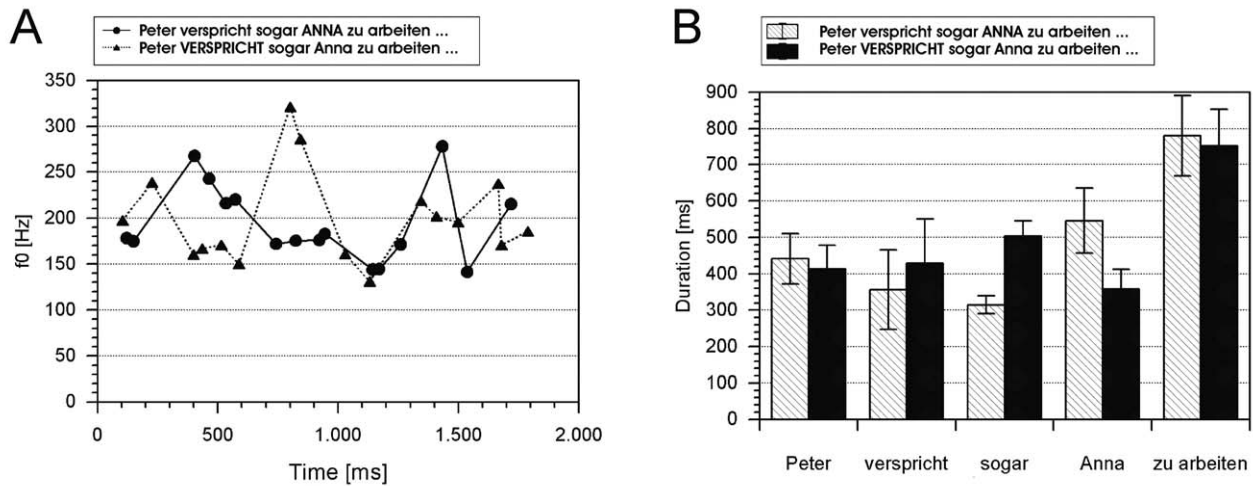 A
Peter verspricht sogar ANNA zu arbeiten ...
Peter VERSPRICHT sogar Anna zu arbeiten ...
350
300
250
200
150
100
50
0
f0 [Hz]
0 500 1.000 1.500 2.000
Time [ms]
B
Peter verspricht sogar ANNA zu arbeiten ...
Peter VERSPRICHT sogar Anna zu arbeiten ...
900
800
700
600
500
400
300
200
100
0
Duration [ms]
Peter verspricht sogar Anna zu arbeiten